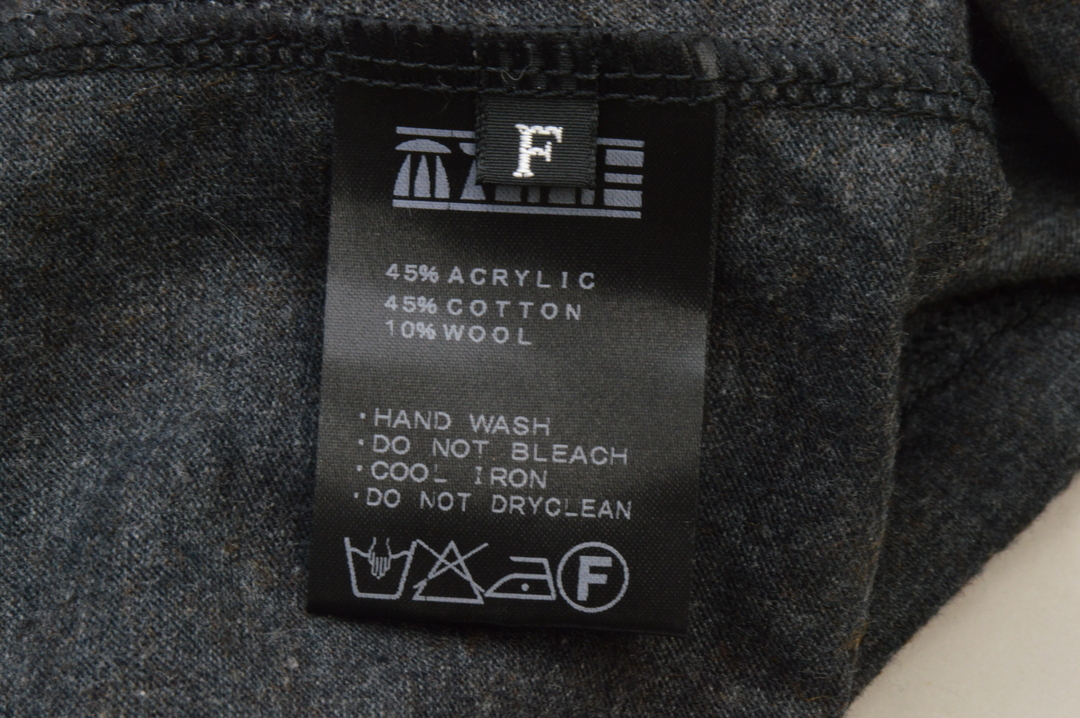 F
45% ACRYLIC
45% COTTON
10% WOOL
·HAND WASH
·DO NOT BLEACH
·COOL IRON
·DO NOT DRYCLEAN
F